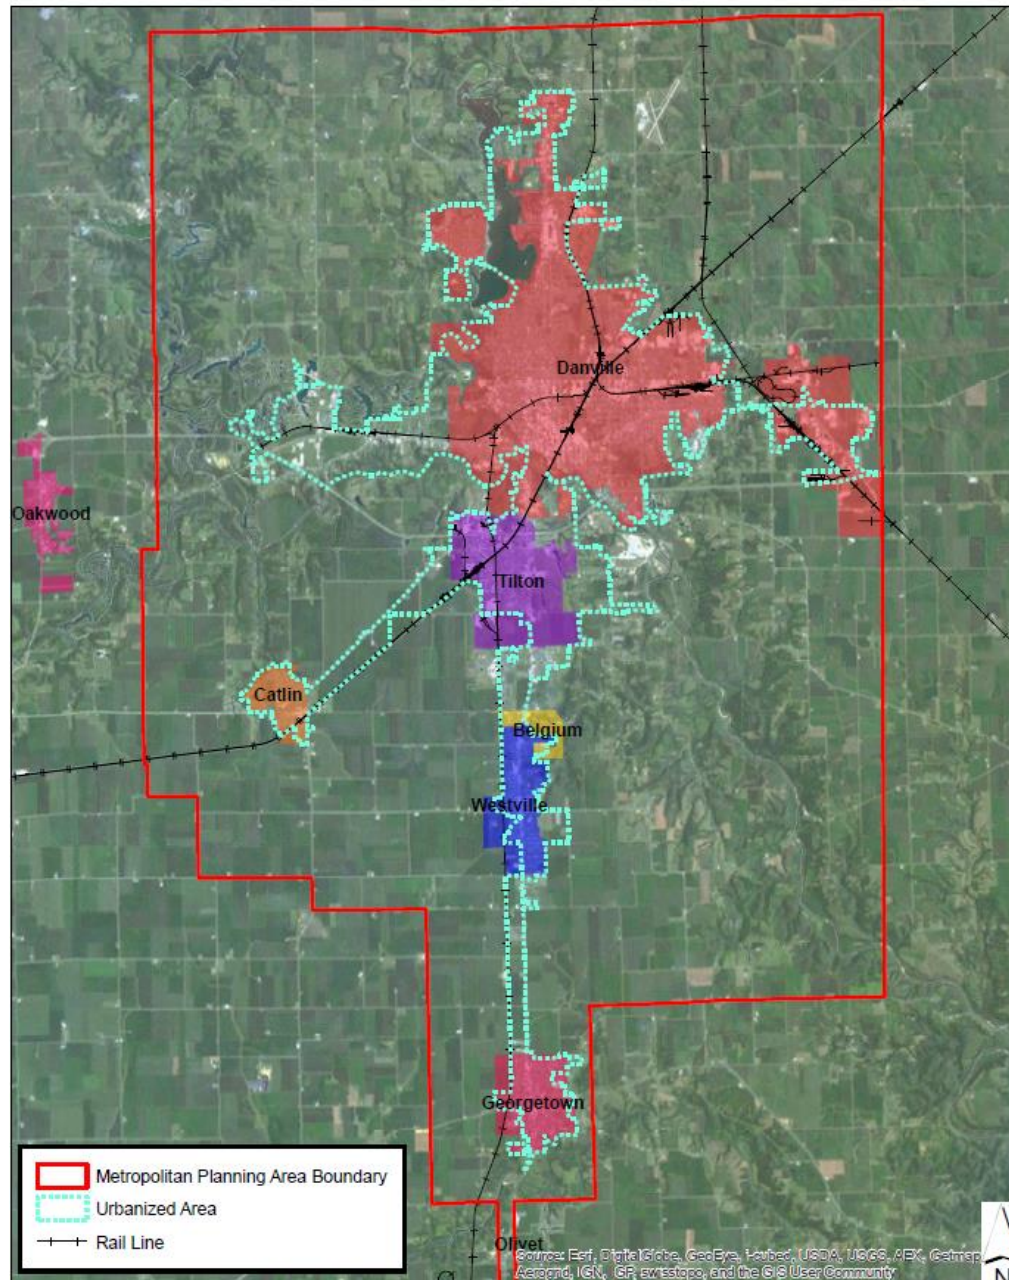 Danville
Oakwood
Tilton
Catlin
Belgium
Westville
Georgetown
Metropolitan Planning Area Boundary
Urbanized Area
Rail Line
Olivet
Source: Esri, DigitalGlobe, GeoEye, i-cubed, USDA, USGS, AEX, Getmap
Aerogrid, IGN, IGP, swisstopo, and the GIS User Community
N